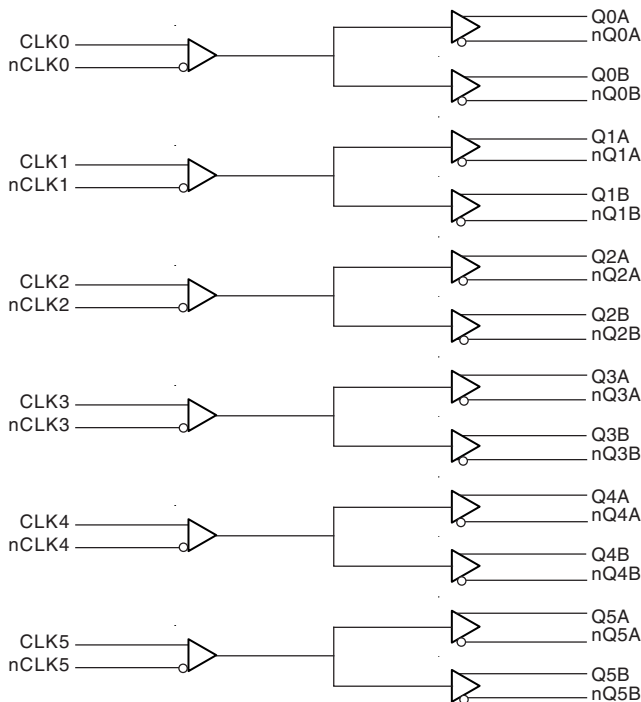 CLK0
nCLK0
Q0A
nQ0A
Q0B
nQ0B
CLK1
nCLK1
Q1A
nQ1A
Q1B
nQ1B
CLK2
nCLK2
Q2A
nQ2A
Q2B
nQ2B
CLK3
nCLK3
Q3A
nQ3A
Q3B
nQ3B
CLK4
nCLK4
Q4A
nQ4A
Q4B
nQ4B
CLK5
nCLK5
Q5A
nQ5A
Q5B
nQ5B